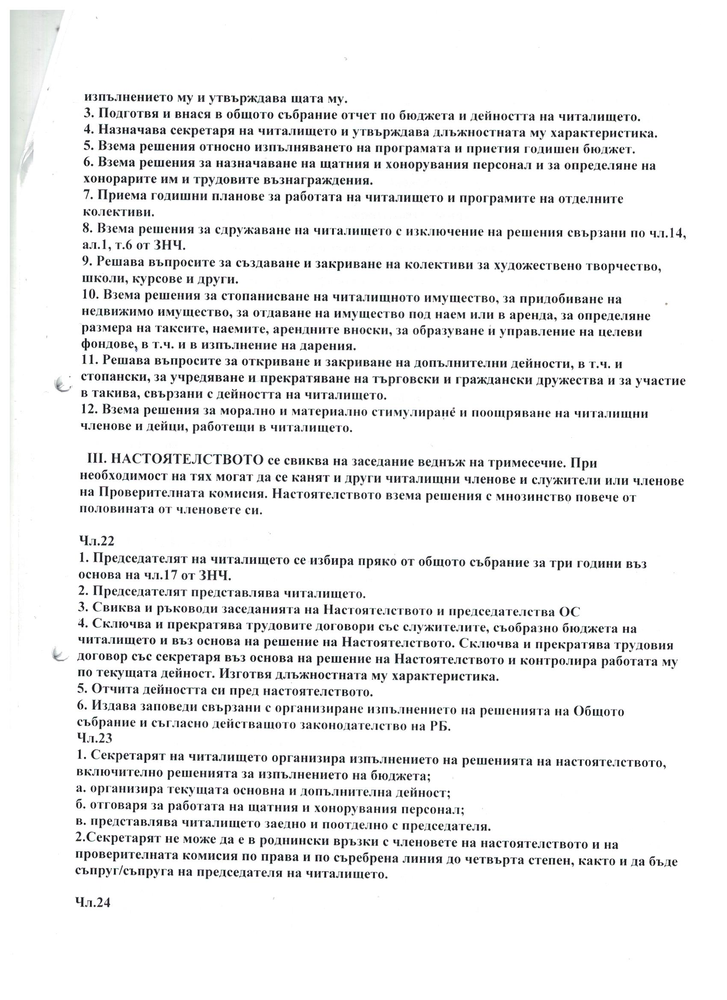 изпълнението му и утвърждава щата му.
3. Подготвя и внася в общото събрание отчет по бюджета и дейността на читалището.
4. Назначава секретаря на читалището и утвърждава длъжностната му характеристика.
5. Взема решения относно изпълняването на програмата и приетия годишен бюджет.
6. Взема решения за назначаване на щатния и хонорувания персонал и за определяне на
хонорарите им и трудовите възнаграждения.
7. Приема годишни планове за работата на читалището и програмите на отделните
колективи.
8. Взема решения за сдружаване на читалището с изключение на решения свързани по чл.14,
ал.1, т.6 от ЗНЧ.
9. Решава въпросите за създаване и закриване на колективи за художествено творчество,
школи, курсове и други.
10. Взема решения за стопанисване на читалищното имущество, за придобиване на
недвижимо имущество, за отдаване на имущество под наем или в аренда, за определяне
размера на таксите, наемите, арендните вноски, за образуване и управление на целеви
фондове, в т.ч. и в изпълнение на дарения.
11. Решава въпросите за откриване и закриване на допълнителни дейности, в т.ч. и
стопански, за учредяване и прекратяване на търговски и граждански дружества и за участие
в такива, свързани с дейността на читалището.
12. Взема решения за морално и материално стимулиране и поощряване на читалищни
членове и дейци, работещи в читалището.
III. НАСТОЯТЕЛСТВОТО се свиква на заседание веднъж на тримесечие. При
необходимост на тях могат да се канят и други читалищни членове и служители или членове
на Проверителната комисия. Настоятелството взема решения с мнозинство повече от
половината от членовете си.
Чл.22
1. Председателят на читалището се избира пряко от общото събрание за три години въз
основа на чл.17 от ЗНЧ.
2. Председателят представлява читалището.
3. Свиква и ръководи заседанията на Настоятелството и председателства ОС
4. Сключва и прекратява трудовите договори със служителите, съобразно бюджета на
читалището и въз основа на решение на Настоятелството. Сключва и прекратява трудовия
договор със секретаря въз основа на решение на Настоятелството и контролира работата му
по текущата дейност. Изготвя длъжностната му характеристика.
5. Отчита дейността си пред настоятелството.
6. Издава заповеди свързани с организиране изпълнението на решенията на Общото
събрание и съгласно действащото законодателство на РБ.
Чл.23
1. Секретарят на читалището организира изпълнението на решенията на настоятелството,
включително решенията за изпълнението на бюджета;
а. организира текущата основна и допълнителна дейност;
б. отговаря за работата на щатния и хонорувания персонал;
в. представлява читалището заедно и поотделно с председателя.
2.Секретарят не може да е в роднински връзки с членовете на настоятелството и на
проверителната комисия по права и по съребрена линия до четвърта степен, както и да бъде
съпруг/съпруга на председателя на читалището.
Чл.24